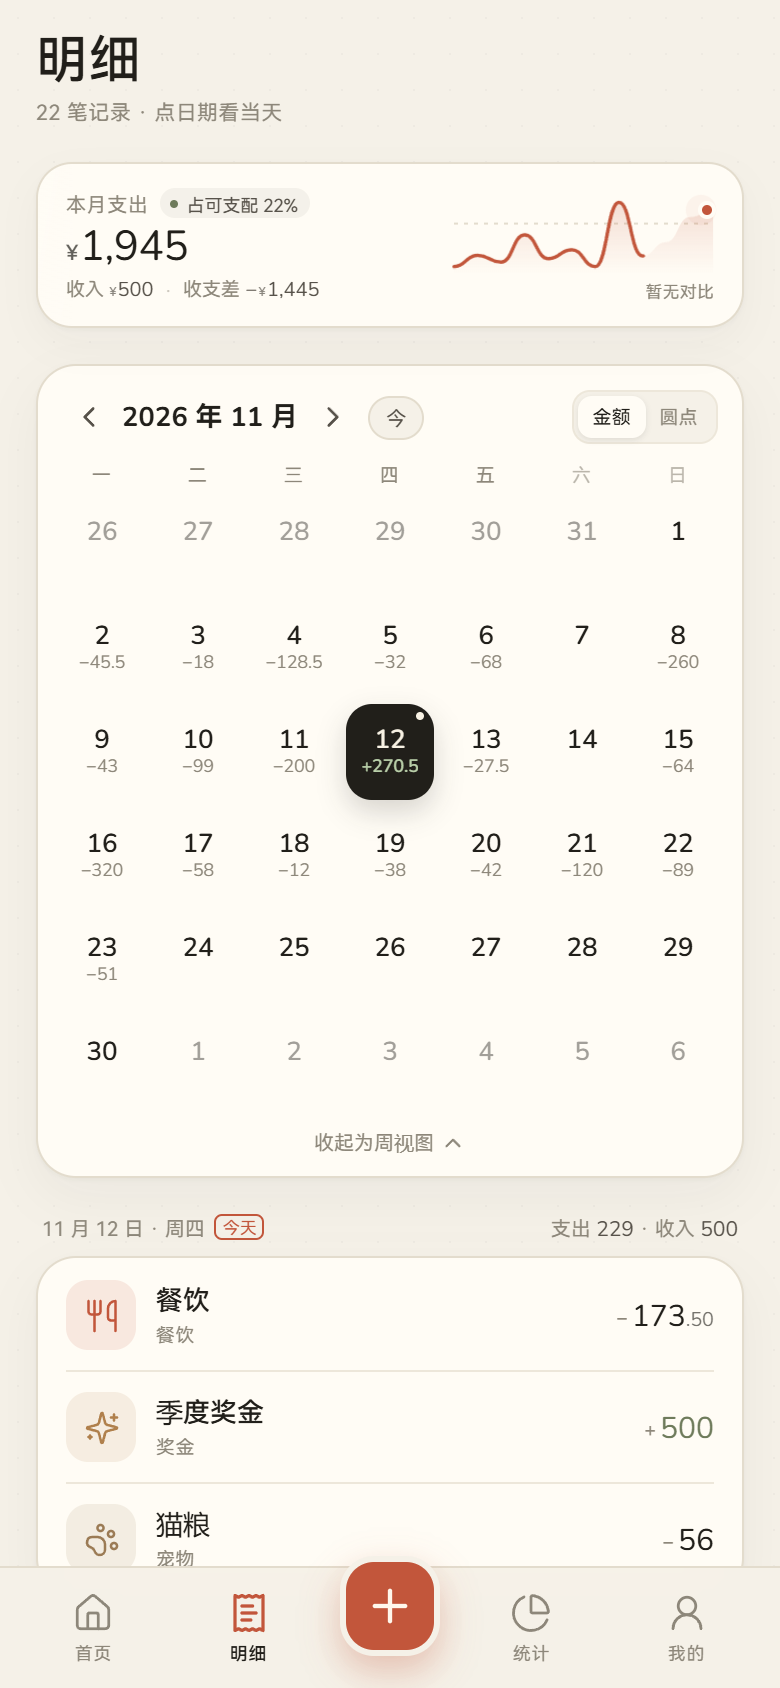 明细
22 笔记录 · 点日期看当天
本月支出 占可支配 22%
¥1,945
收入 ¥500 · 收支差 −¥1,445
暂无对比
2026 年 11 月 今 金额 圆点
一 二 三 四 五 六 日
26 27 28 29 30 31 1
2 3 4 5 6 7 8
−45.5 −18 −128.5 −32 −68 −260
9 10 11 12 13 14 15
−43 −99 −200 +270.5 −27.5 −64
16 17 18 19 20 21 22
−320 −58 −12 −38 −42 −120 −89
23 24 25 26 27 28 29
−51
30 1 2 3 4 5 6
收起为周视图
11 月 12 日 · 周四 今天 支出 229 · 收入 500
餐饮
餐饮
−173.50
季度奖金
奖金
+500
猫粮
宠物
−56
首页 明细 统计 我的